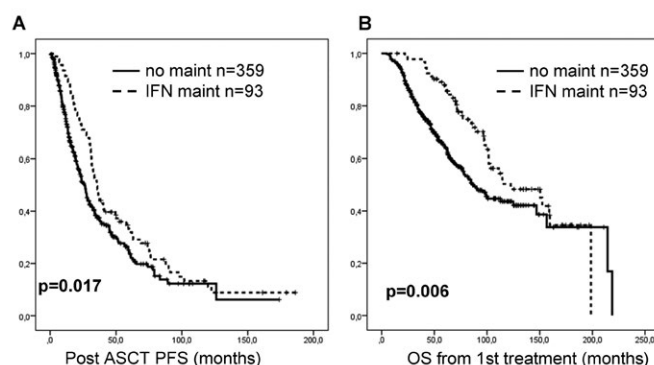 A
no maint n=359
IFN maint n=93
1,0
0,8
0,6
0,4
0,2
0,0
p=0.017
,0
50,0
100,0
150,0
200,0
Post ASCT PFS (months)
B
no maint n=359
IFN maint n=93
1,0
0,8
0,6
0,4
0,2
0,0
p=0.006
,0
50,0
100,0
150,0
200,0
250,0
OS from 1st treatment (months)